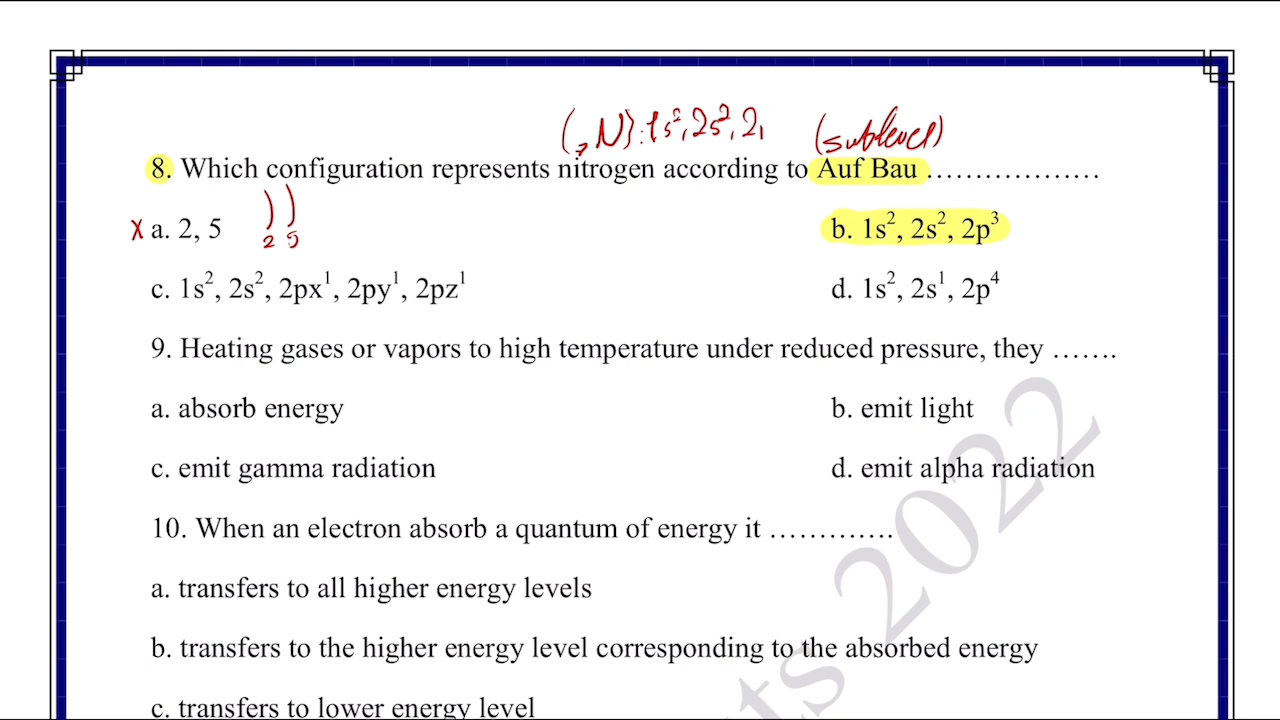 (₇N): 1s², 2s², 2
(sublevel)
8. Which configuration represents nitrogen according to Auf Bau ………………
X a. 2, 5
2 5
b. 1s², 2s², 2p³
c. 1s², 2s², 2px¹, 2py¹, 2pz¹
d. 1s², 2s¹, 2p⁴
9. Heating gases or vapors to high temperature under reduced pressure, they …….
a. absorb energy
b. emit light
c. emit gamma radiation
d. emit alpha radiation
10. When an electron absorb a quantum of energy it ………….
a. transfers to all higher energy levels
b. transfers to the higher energy level corresponding to the absorbed energy
c. transfers to lower energy level
ts 2022